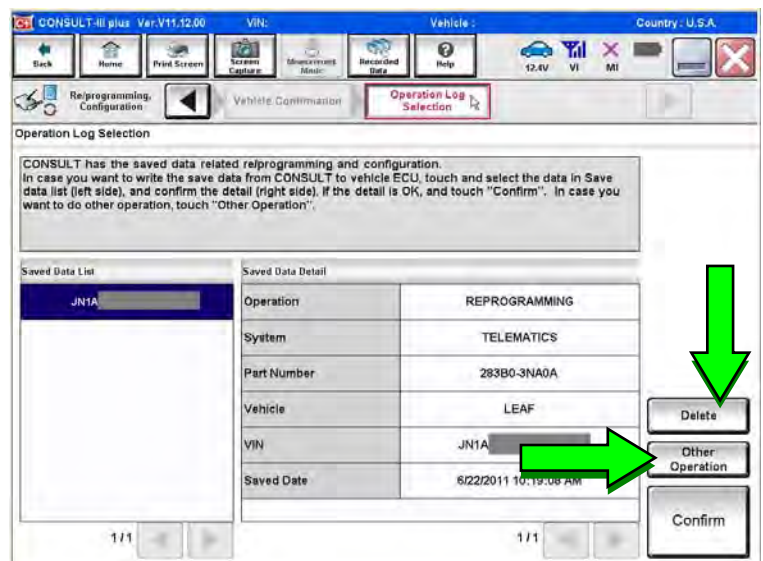 CONSULT-III plus Ver.V11.12.00 VIN: Vehicle : Country : U.S.A.
Back Home Print Screen Screen Capture Measurement Mode Recorded Data Help 12.4V VI MI
Re/programming, Configuration Vehicle Confirmation Operation Log Selection
Operation Log Selection
CONSULT has the saved data related re/programming and configuration.
In case you want to write the save data from CONSULT to vehicle ECU, touch and select the data in Save
data list (left side), and confirm the detail (right side). If the detail is OK, and touch "Confirm". In case you
want to do other operation, touch "Other Operation".
Saved Data List Saved Data Detail
JN1A Operation REPROGRAMMING
System TELEMATICS
Part Number 283B0-3NA0A
Vehicle LEAF
Delete
VIN JN1A
Other Operation
Saved Date 6/22/2011 10:19:08 AM
Confirm
1/1 1/1